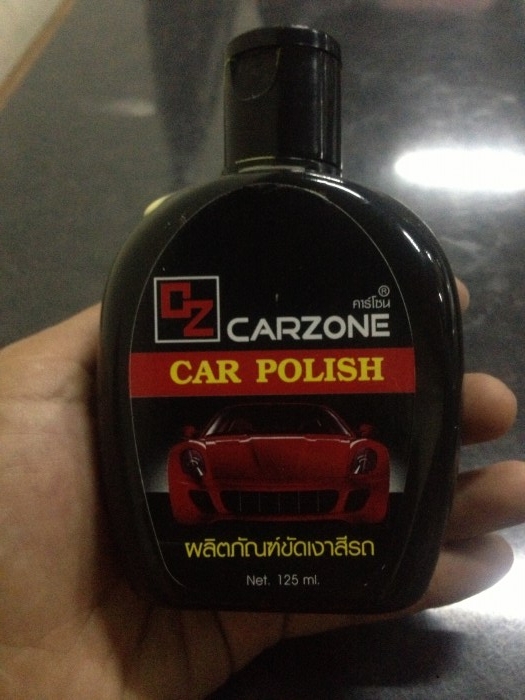 CZ
คาร์โซน®
CARZONE
CAR POLISH
ผลิตภัณฑ์ขัดเงาสีรถ
Net. 125 ml.